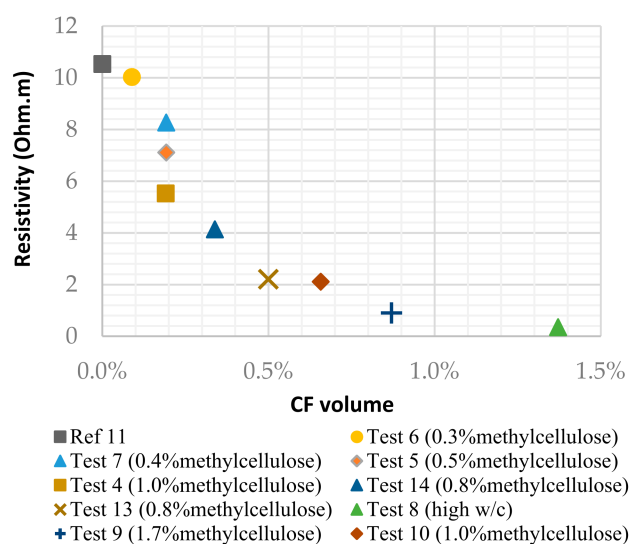 12
10
8
6
4
2
0
Resistivity (Ohm.m)
0.0% 0.5% 1.0% 1.5%
CF volume
Ref 11 Test 6 (0.3%methylcellulose)
Test 7 (0.4%methylcellulose) Test 5 (0.5%methylcellulose)
Test 4 (1.0%methylcellulose) Test 14 (0.8%methylcellulose)
Test 13 (0.8%methylcellulose) Test 8 (high w/c)
Test 9 (1.7%methylcellulose) Test 10 (1.0%methylcellulose)